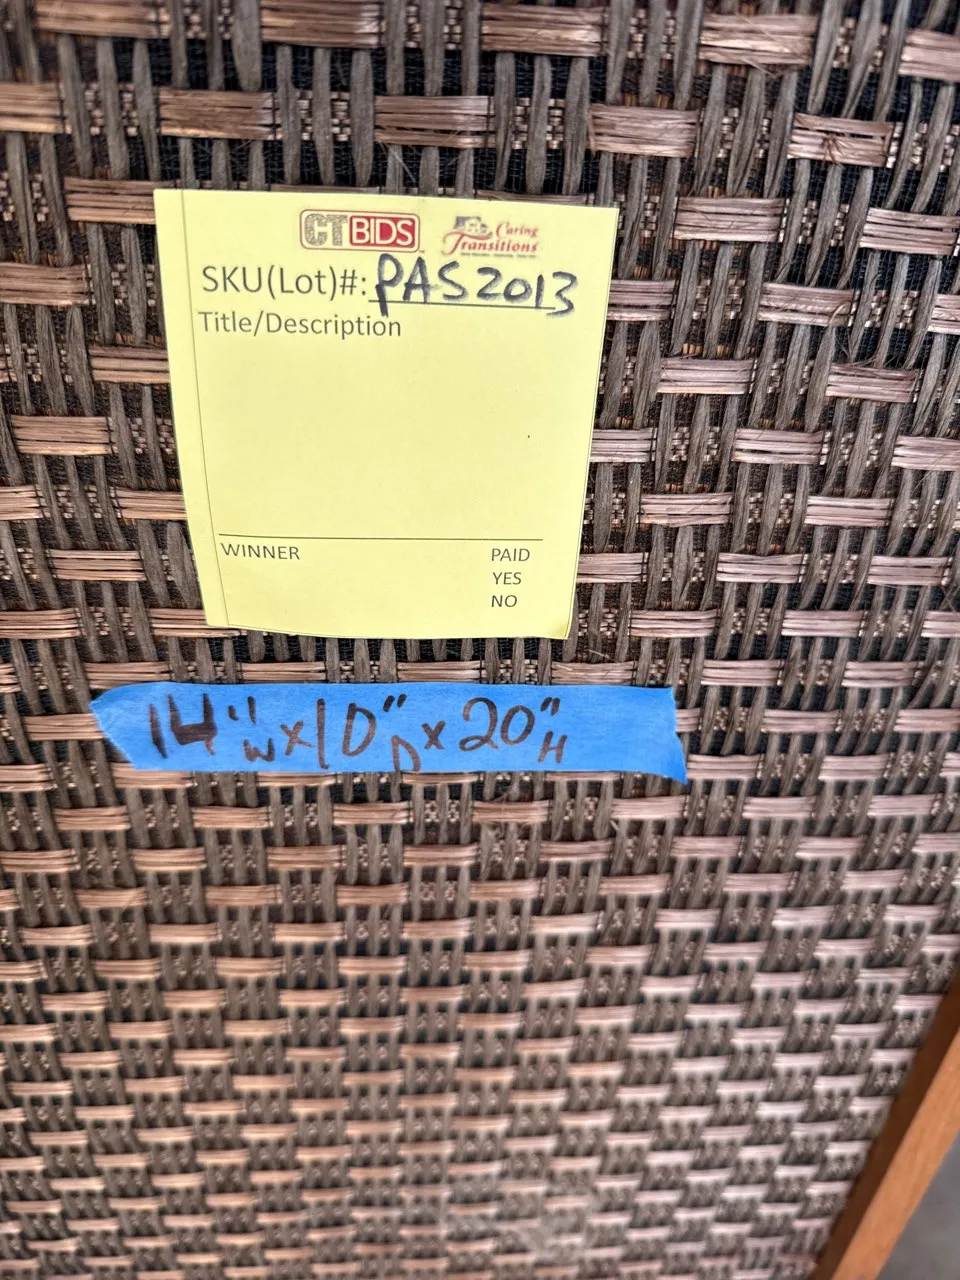 CTBIDS
Caring Transitions
SKU(Lot)#: PAS2013
Title/Description
WINNER
PAID
YES
NO
14"W x 10"D x 20"H